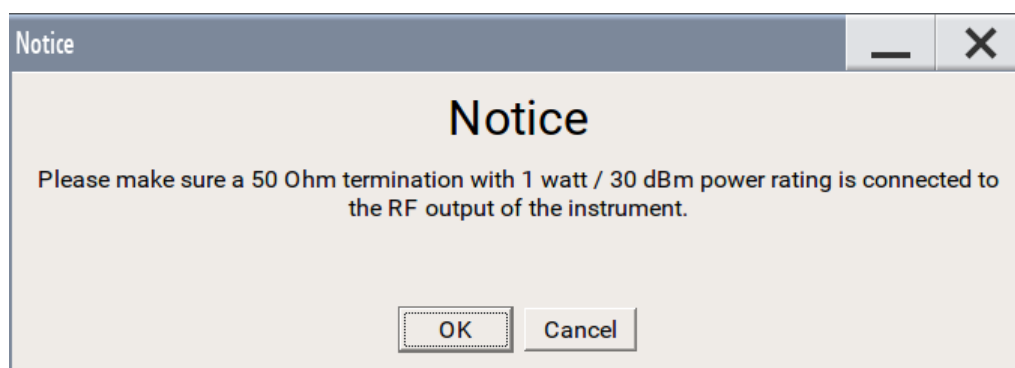 Notice
Notice
Please make sure a 50 Ohm termination with 1 watt / 30 dBm power rating is connected to
the RF output of the instrument.
OK Cancel